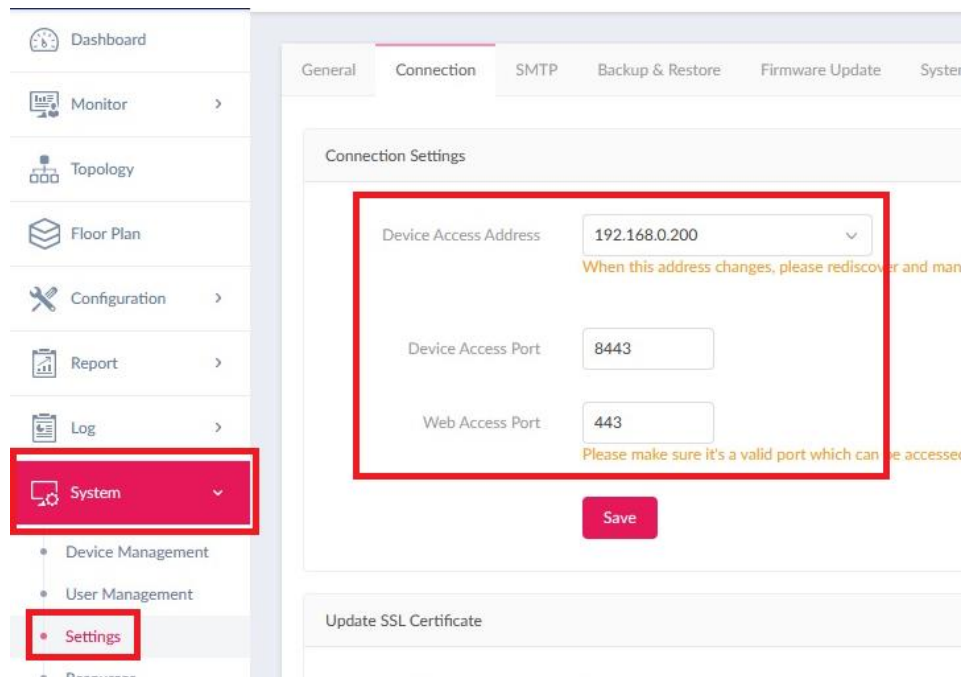 Dashboard
Monitor
Topology
Floor Plan
Configuration
Report
Log
System
Device Management
User Management
Settings
General Connection SMTP Backup & Restore Firmware Update
Connection Settings
Device Access Address 192.168.0.200
When this address changes, please rediscover and
Device Access Port 8443
Web Access Port 443
Please make sure it's a valid port which can be accessed
Save
Update SSL Certificate